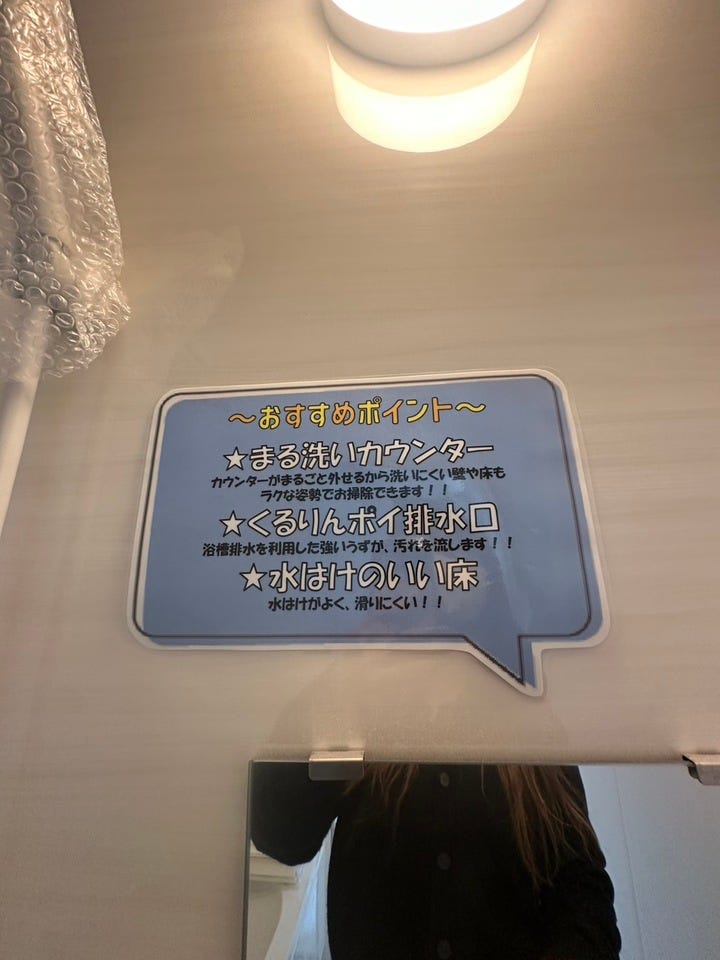 ～おすすめポイント～
★まる洗いカウンター
カウンターがまるごと外せるから洗いにくい壁や床も
ラクな姿勢でお掃除できます！！
★くるりんポイ排水口
浴槽排水を利用した強いうずが、汚れを流します！！
★水はけのいい床
水はけがよく、滑りにくい！！